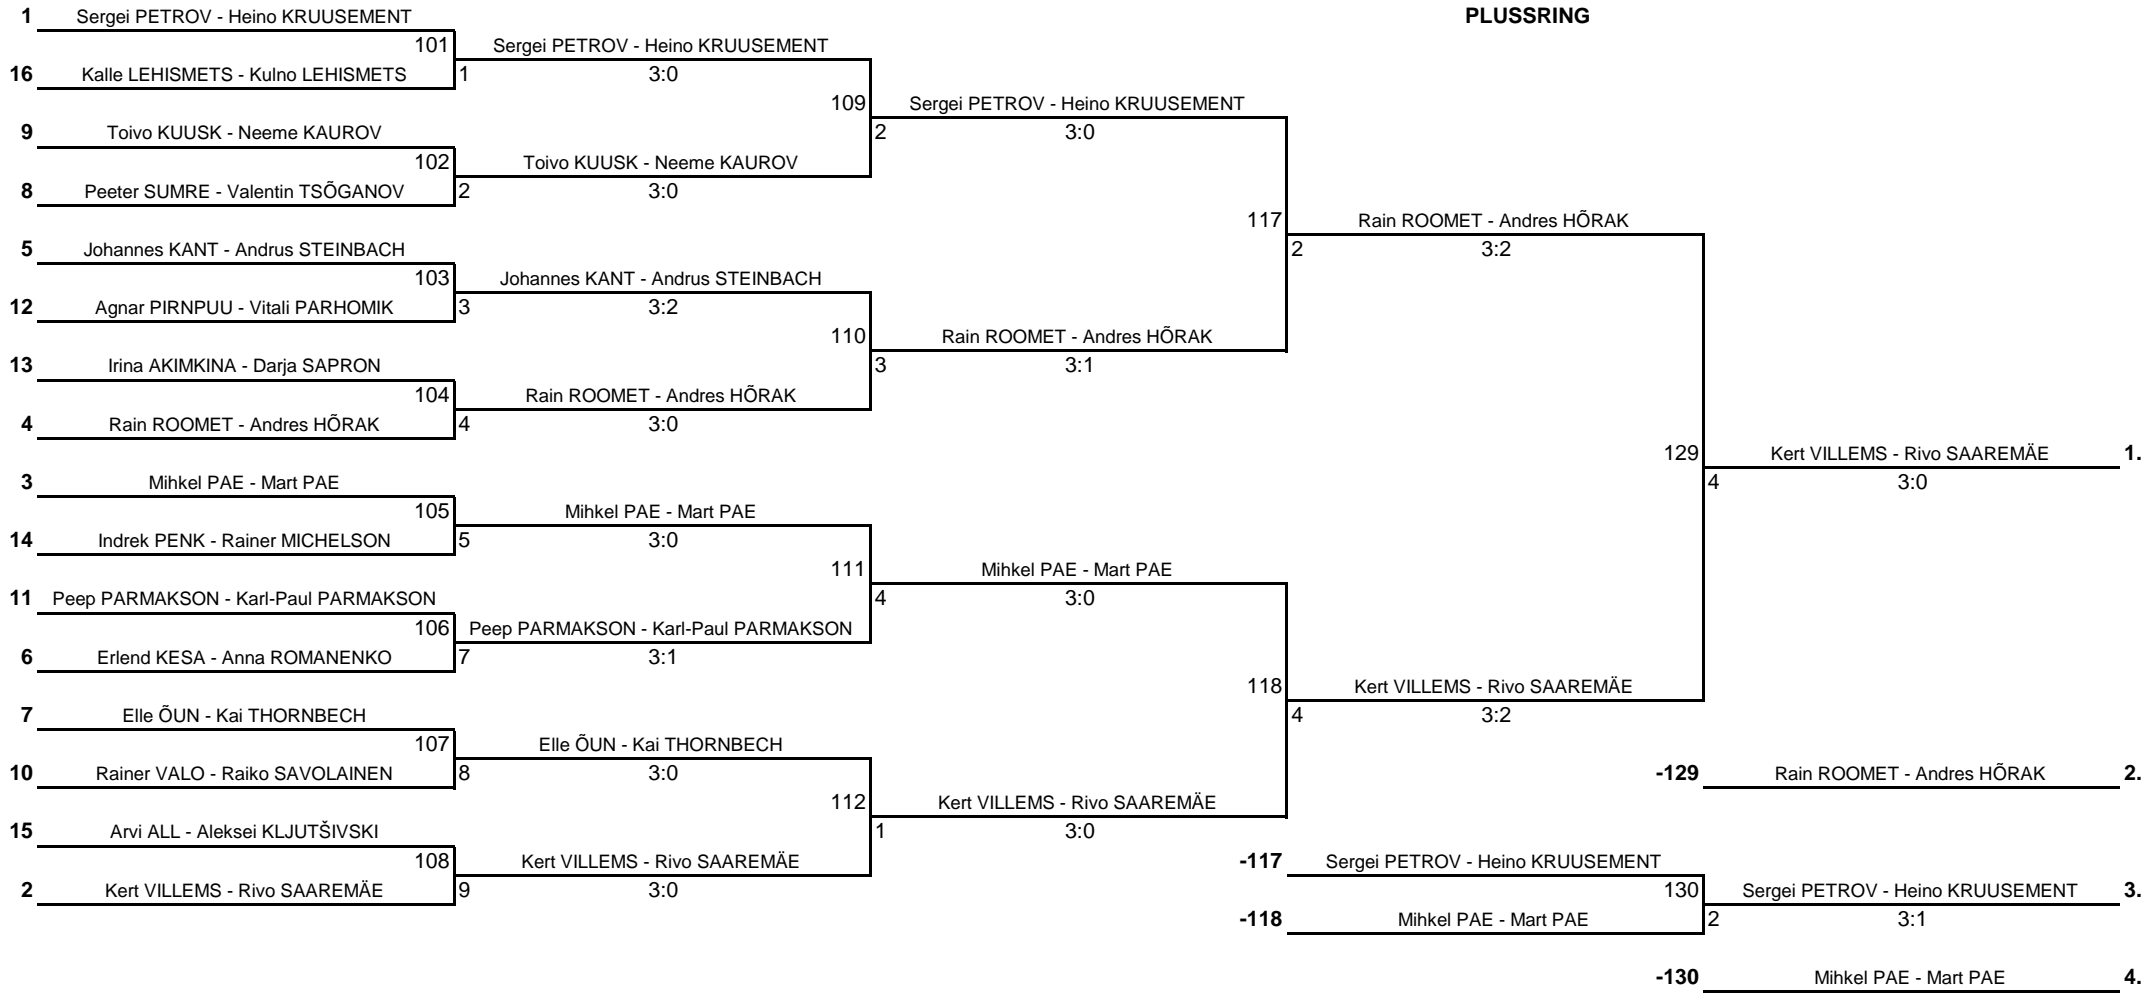 1 Sergei PETROV - Heino KRUUSEMENT PLUSSRING
101 Sergei PETROV - Heino KRUUSEMENT
16 Kalle LEHISMETS - Kulno LEHISMETS 1 3:0
109 Sergei PETROV - Heino KRUUSEMENT
9 Toivo KUUSK - Neeme KAUROV 2 3:0
102 Toivo KUUSK - Neeme KAUROV
8 Peeter SUMRE - Valentin TSÕGANOV 2 3:0
117 Rain ROOMET - Andres HÕRAK
5 Johannes KANT - Andrus STEINBACH 2 3:2
103 Johannes KANT - Andrus STEINBACH
12 Agnar PIRNPUU - Vitali PARHOMIK 3 3:2
110 Rain ROOMET - Andres HÕRAK
13 Irina AKIMKINA - Darja SAPRON 3 3:1
104 Rain ROOMET - Andres HÕRAK
4 Rain ROOMET - Andres HÕRAK 4 3:0
129 Kert VILLEMS - Rivo SAAREMÄE 1.
3 Mihkel PAE - Mart PAE 4 3:0
105 Mihkel PAE - Mart PAE
14 Indrek PENK - Rainer MICHELSON 5 3:0
111 Mihkel PAE - Mart PAE
11 Peep PARMAKSON - Karl-Paul PARMAKSON 4 3:0
106 Peep PARMAKSON - Karl-Paul PARMAKSON
6 Erlend KESA - Anna ROMANENKO 7 3:1
118 Kert VILLEMS - Rivo SAAREMÄE
7 Elle ÕUN - Kai THORNBECH 4 3:2
107 Elle ÕUN - Kai THORNBECH
10 Rainer VALO - Raiko SAVOLAINEN 8 3:0 -129 Rain ROOMET - Andres HÕRAK 2.
112 Kert VILLEMS - Rivo SAAREMÄE
15 Arvi ALL - Aleksei KLJUTŠIVSKI 1 3:0
108 Kert VILLEMS - Rivo SAAREMÄE -117 Sergei PETROV - Heino KRUUSEMENT
2 Kert VILLEMS - Rivo SAAREMÄE 9 3:0 130 Sergei PETROV - Heino KRUUSEMENT 3.
-118 Mihkel PAE - Mart PAE 2 3:1
-130 Mihkel PAE - Mart PAE 4.